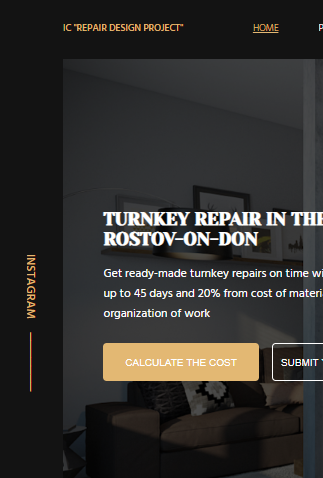 IC "REPAIR DESIGN PROJECT"
HOME
TURNKEY REPAIR IN THE
ROSTOV-ON-DON
Get ready-made turnkey repairs on time wi
up to 45 days and 20% from cost of materi
organization of work
CALCULATE THE COST
SUBMIT
INSTAGRAM